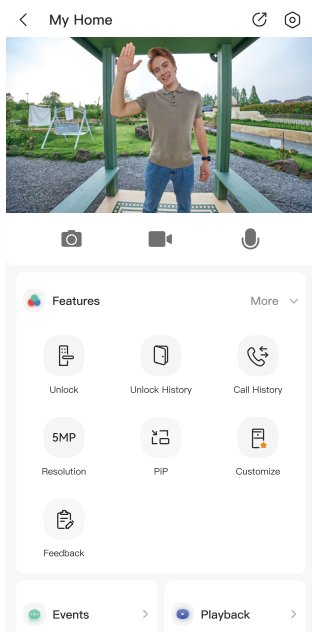 My Home
Features
More
Unlock
Unlock History
Call History
5MP
Resolution
PiP
Customize
Feedback
Events
Playback